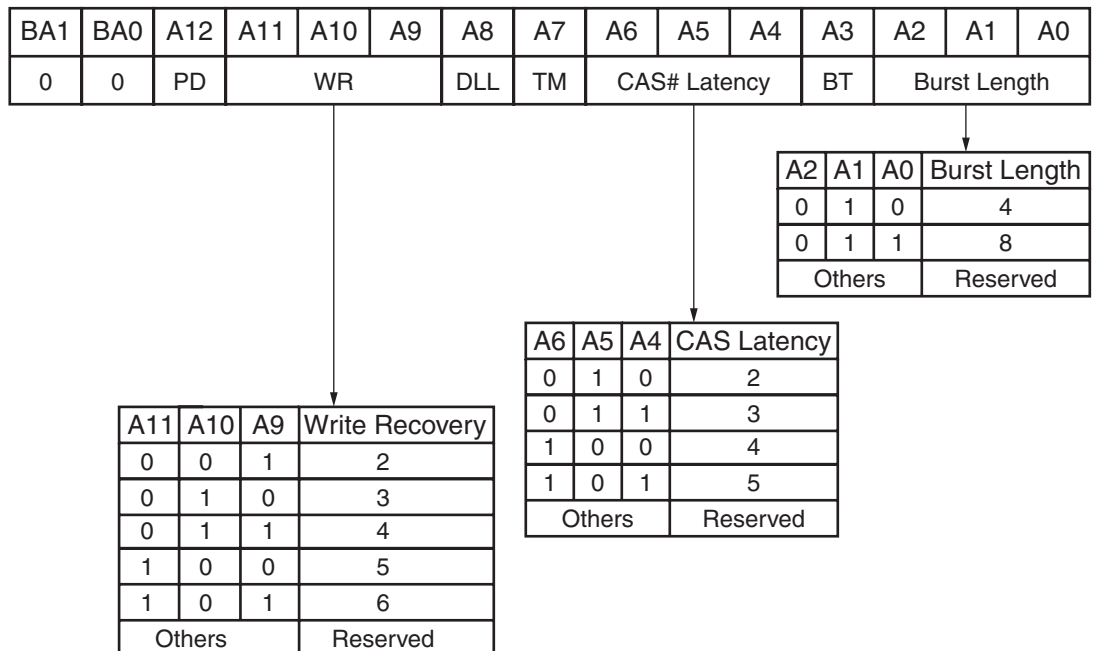 BA1 BA0 A12 A11 A10 A9 A8 A7 A6 A5 A4 A3 A2 A1 A0
0 0 PD WR DLL TM CAS# Latency BT Burst Length
A2 A1 A0 Burst Length
0 1 0 4
0 1 1 8
Others Reserved
A6 A5 A4 CAS Latency
0 1 0 2
0 1 1 3
1 0 0 4
1 0 1 5
Others Reserved
A11 A10 A9 Write Recovery
0 0 1 2
0 1 0 3
0 1 1 4
1 0 0 5
1 0 1 6
Others Reserved